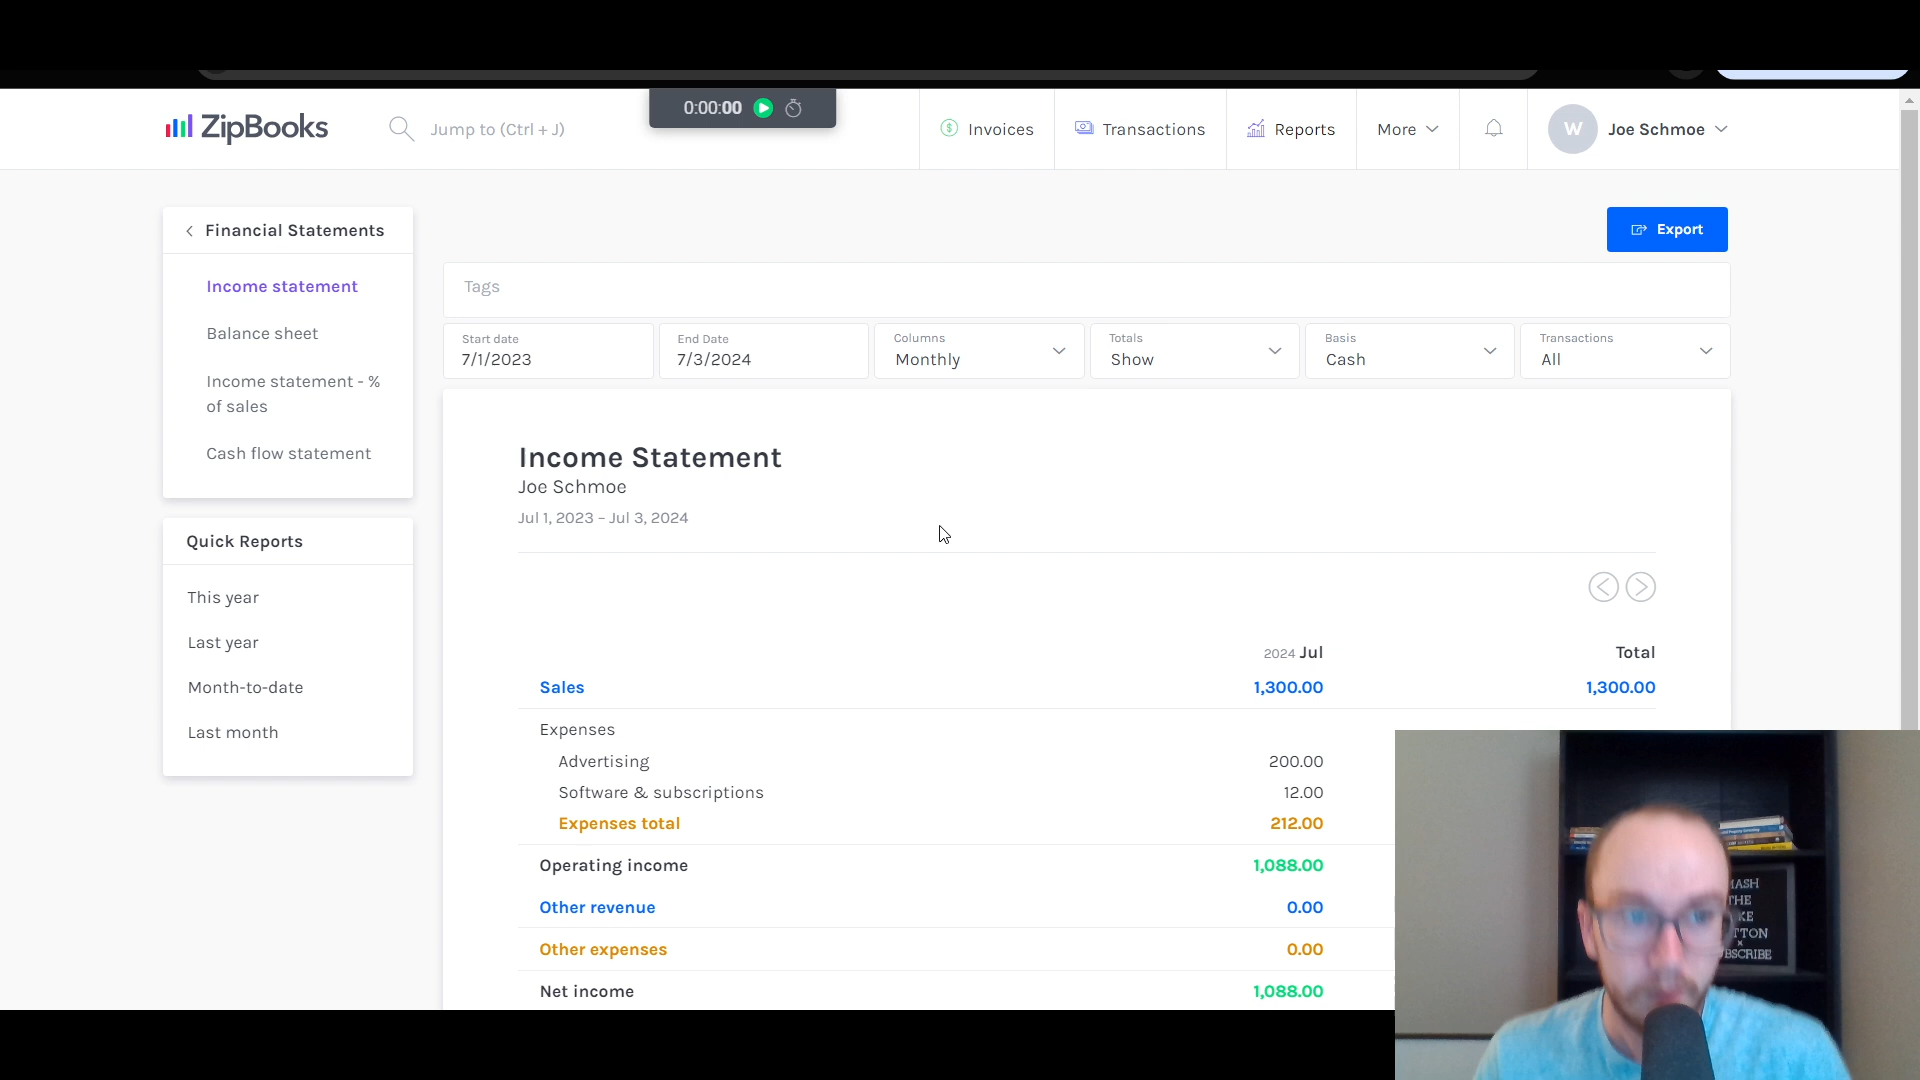 ZipBooks
Jump to (Ctrl + J)
0:00:00
Invoices
Transactions
Reports
More
W
Joe Schmoe
Financial Statements
Income statement
Balance sheet
Income statement - %
of sales
Cash flow statement
Quick Reports
This year
Last year
Month-to-date
Last month
Export
Tags
Start date
7/1/2023
End Date
7/3/2024
Columns
Monthly
Totals
Show
Basis
Cash
Transactions
All
Income Statement
Joe Schmoe
Jul 1, 2023 – Jul 3, 2024
2024 Jul Total
Sales 1,300.00 1,300.00
Expenses
Advertising 200.00
Software & subscriptions 12.00
Expenses total 212.00
Operating income 1,088.00
Other revenue 0.00
Other expenses 0.00
Net income 1,088.00
MASH
THE
KE
TTON
×
BSCRIBE